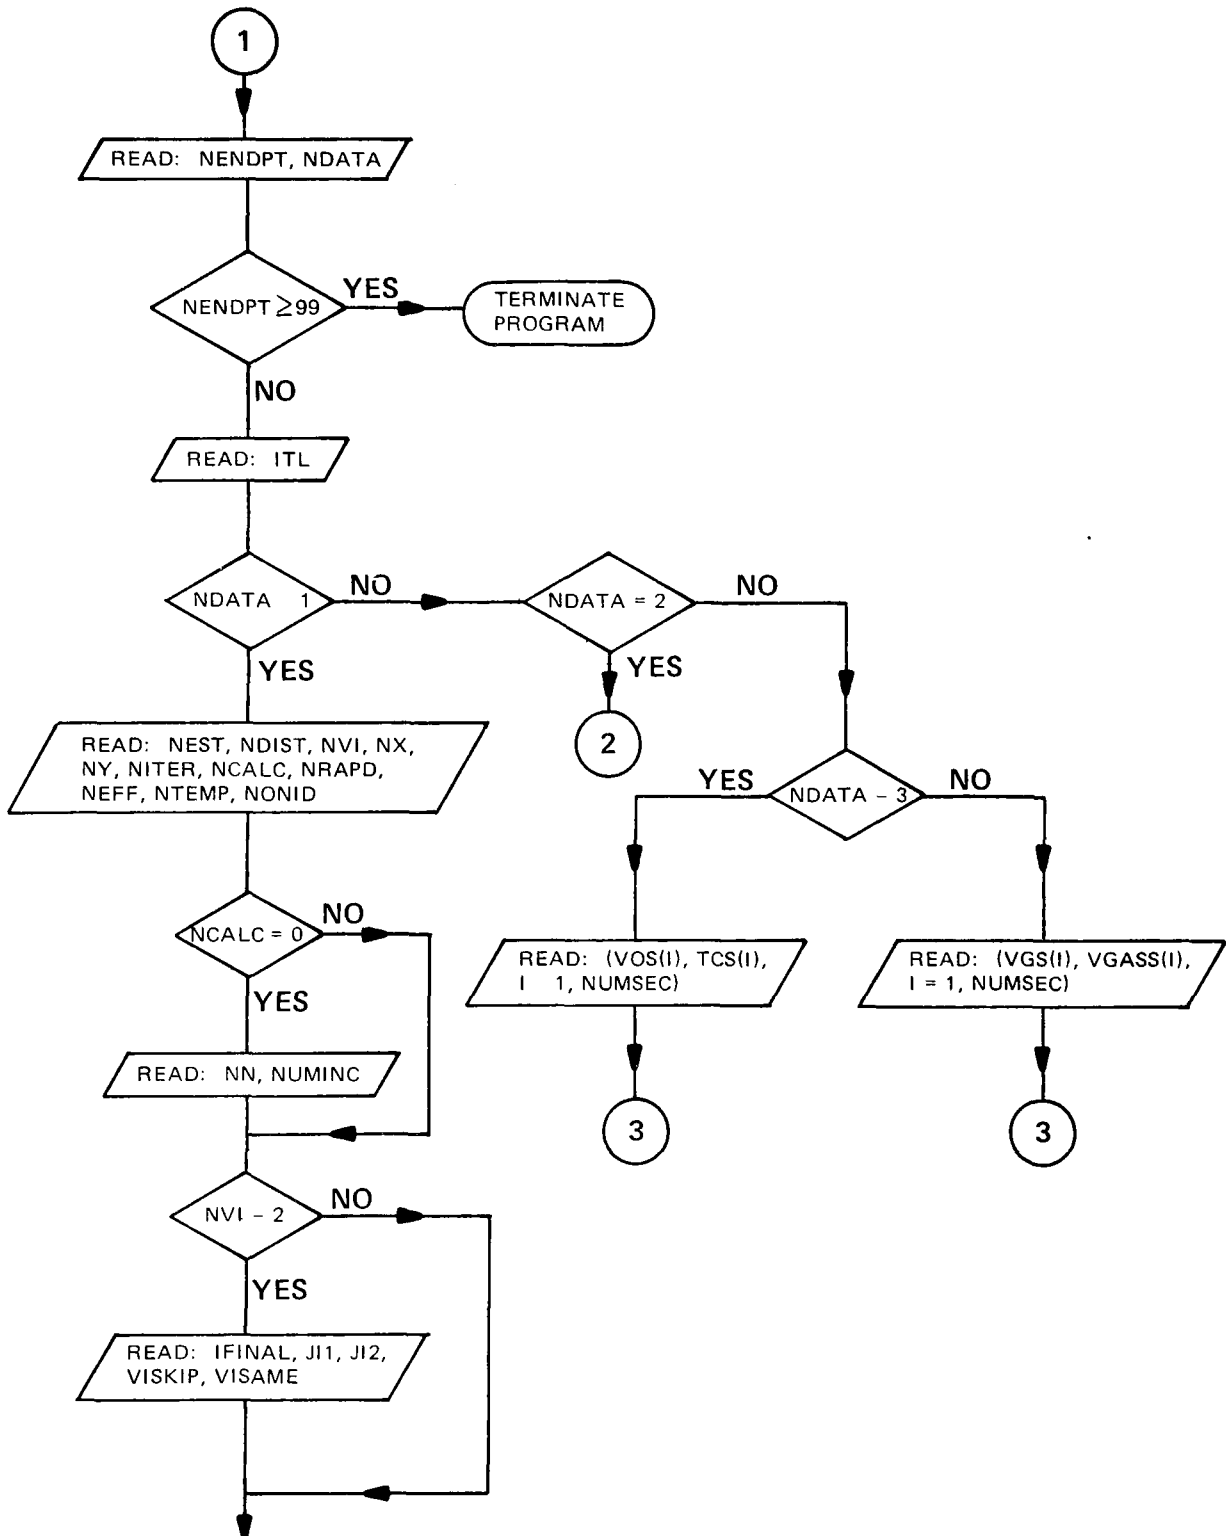 1
READ: NENDPT, NDATA
NENDPT ≥99
YES
TERMINATE
PROGRAM
NO
READ: ITL
NDATA 1
NO
NDATA = 2
NO
YES
YES
2
READ: NEST, NDIST, NVI, NX,
NY, NITER, NCALC, NRAPD,
NEFF, NTEMP, NONID
YES
NDATA - 3
NO
NCALC = 0
NO
YES
READ: (VOS(I), TCS(I),
I 1, NUMSEC)
READ: (VGS(I), VGASS(I),
I = 1, NUMSEC)
READ: NN, NUMINC
3
3
NVI - 2
NO
YES
READ: IFINAL, JI1, JI2,
VISKIP, VISAME